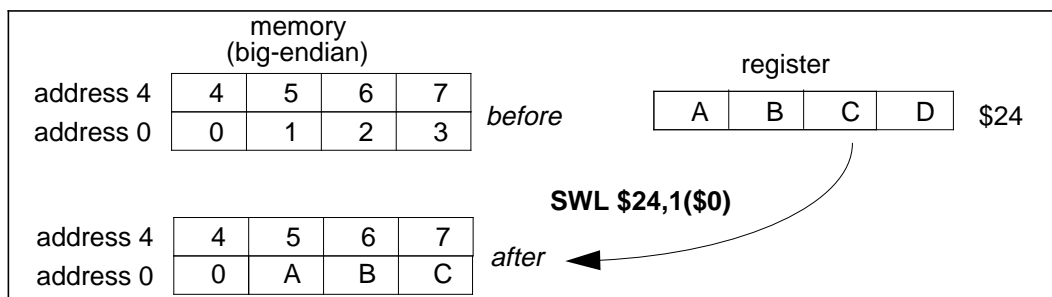 memory
(big-endian)
register
address 4 4 5 6 7
address 0 0 1 2 3
before
A B C D $24
SWL $24,1($0)
address 4 4 5 6 7
address 0 0 A B C
after